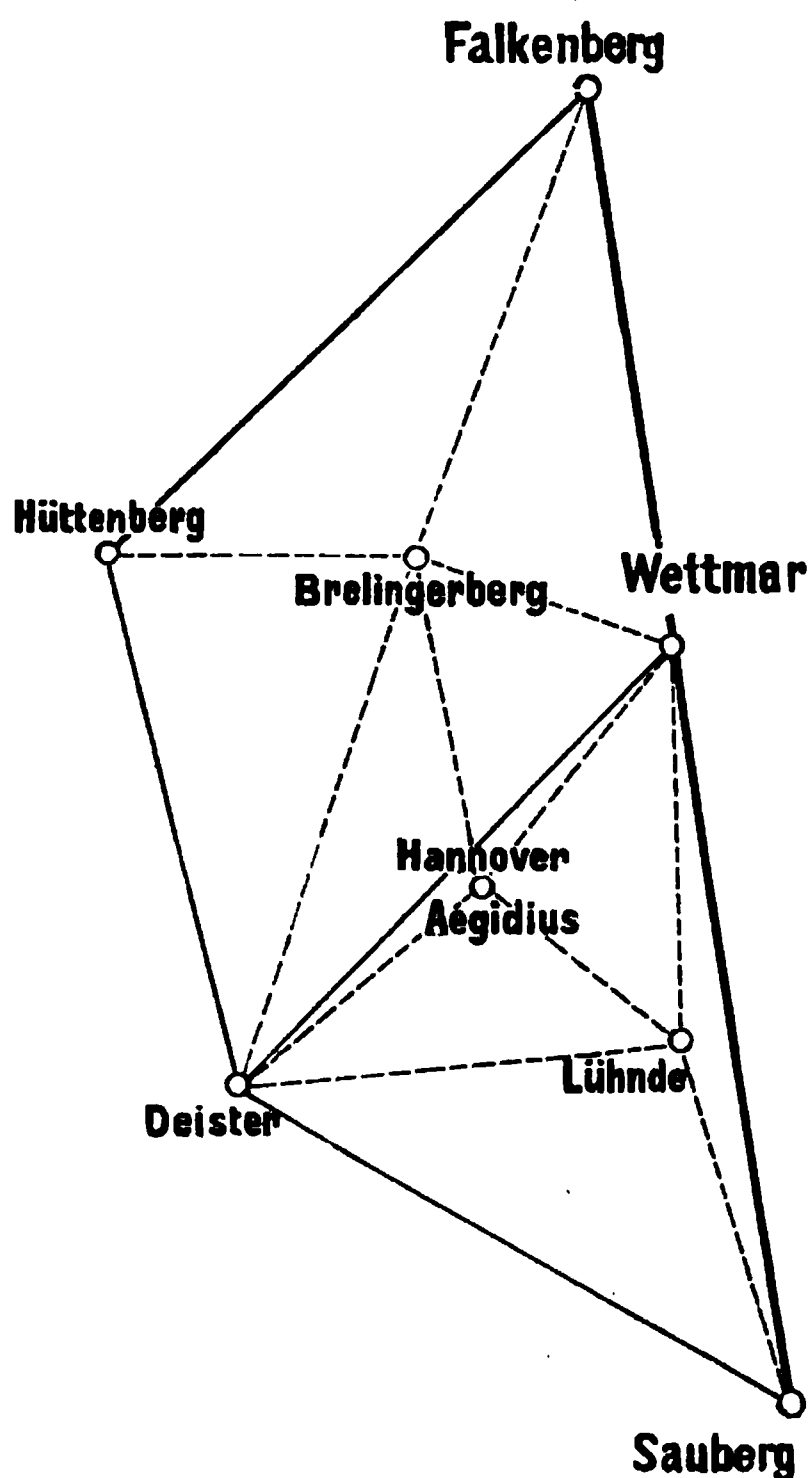 Falkenberg
Hüttenberg
Wettmar
Brelingerberg
Hannover
Aegidius
Lühnde
Deister
Sauberg